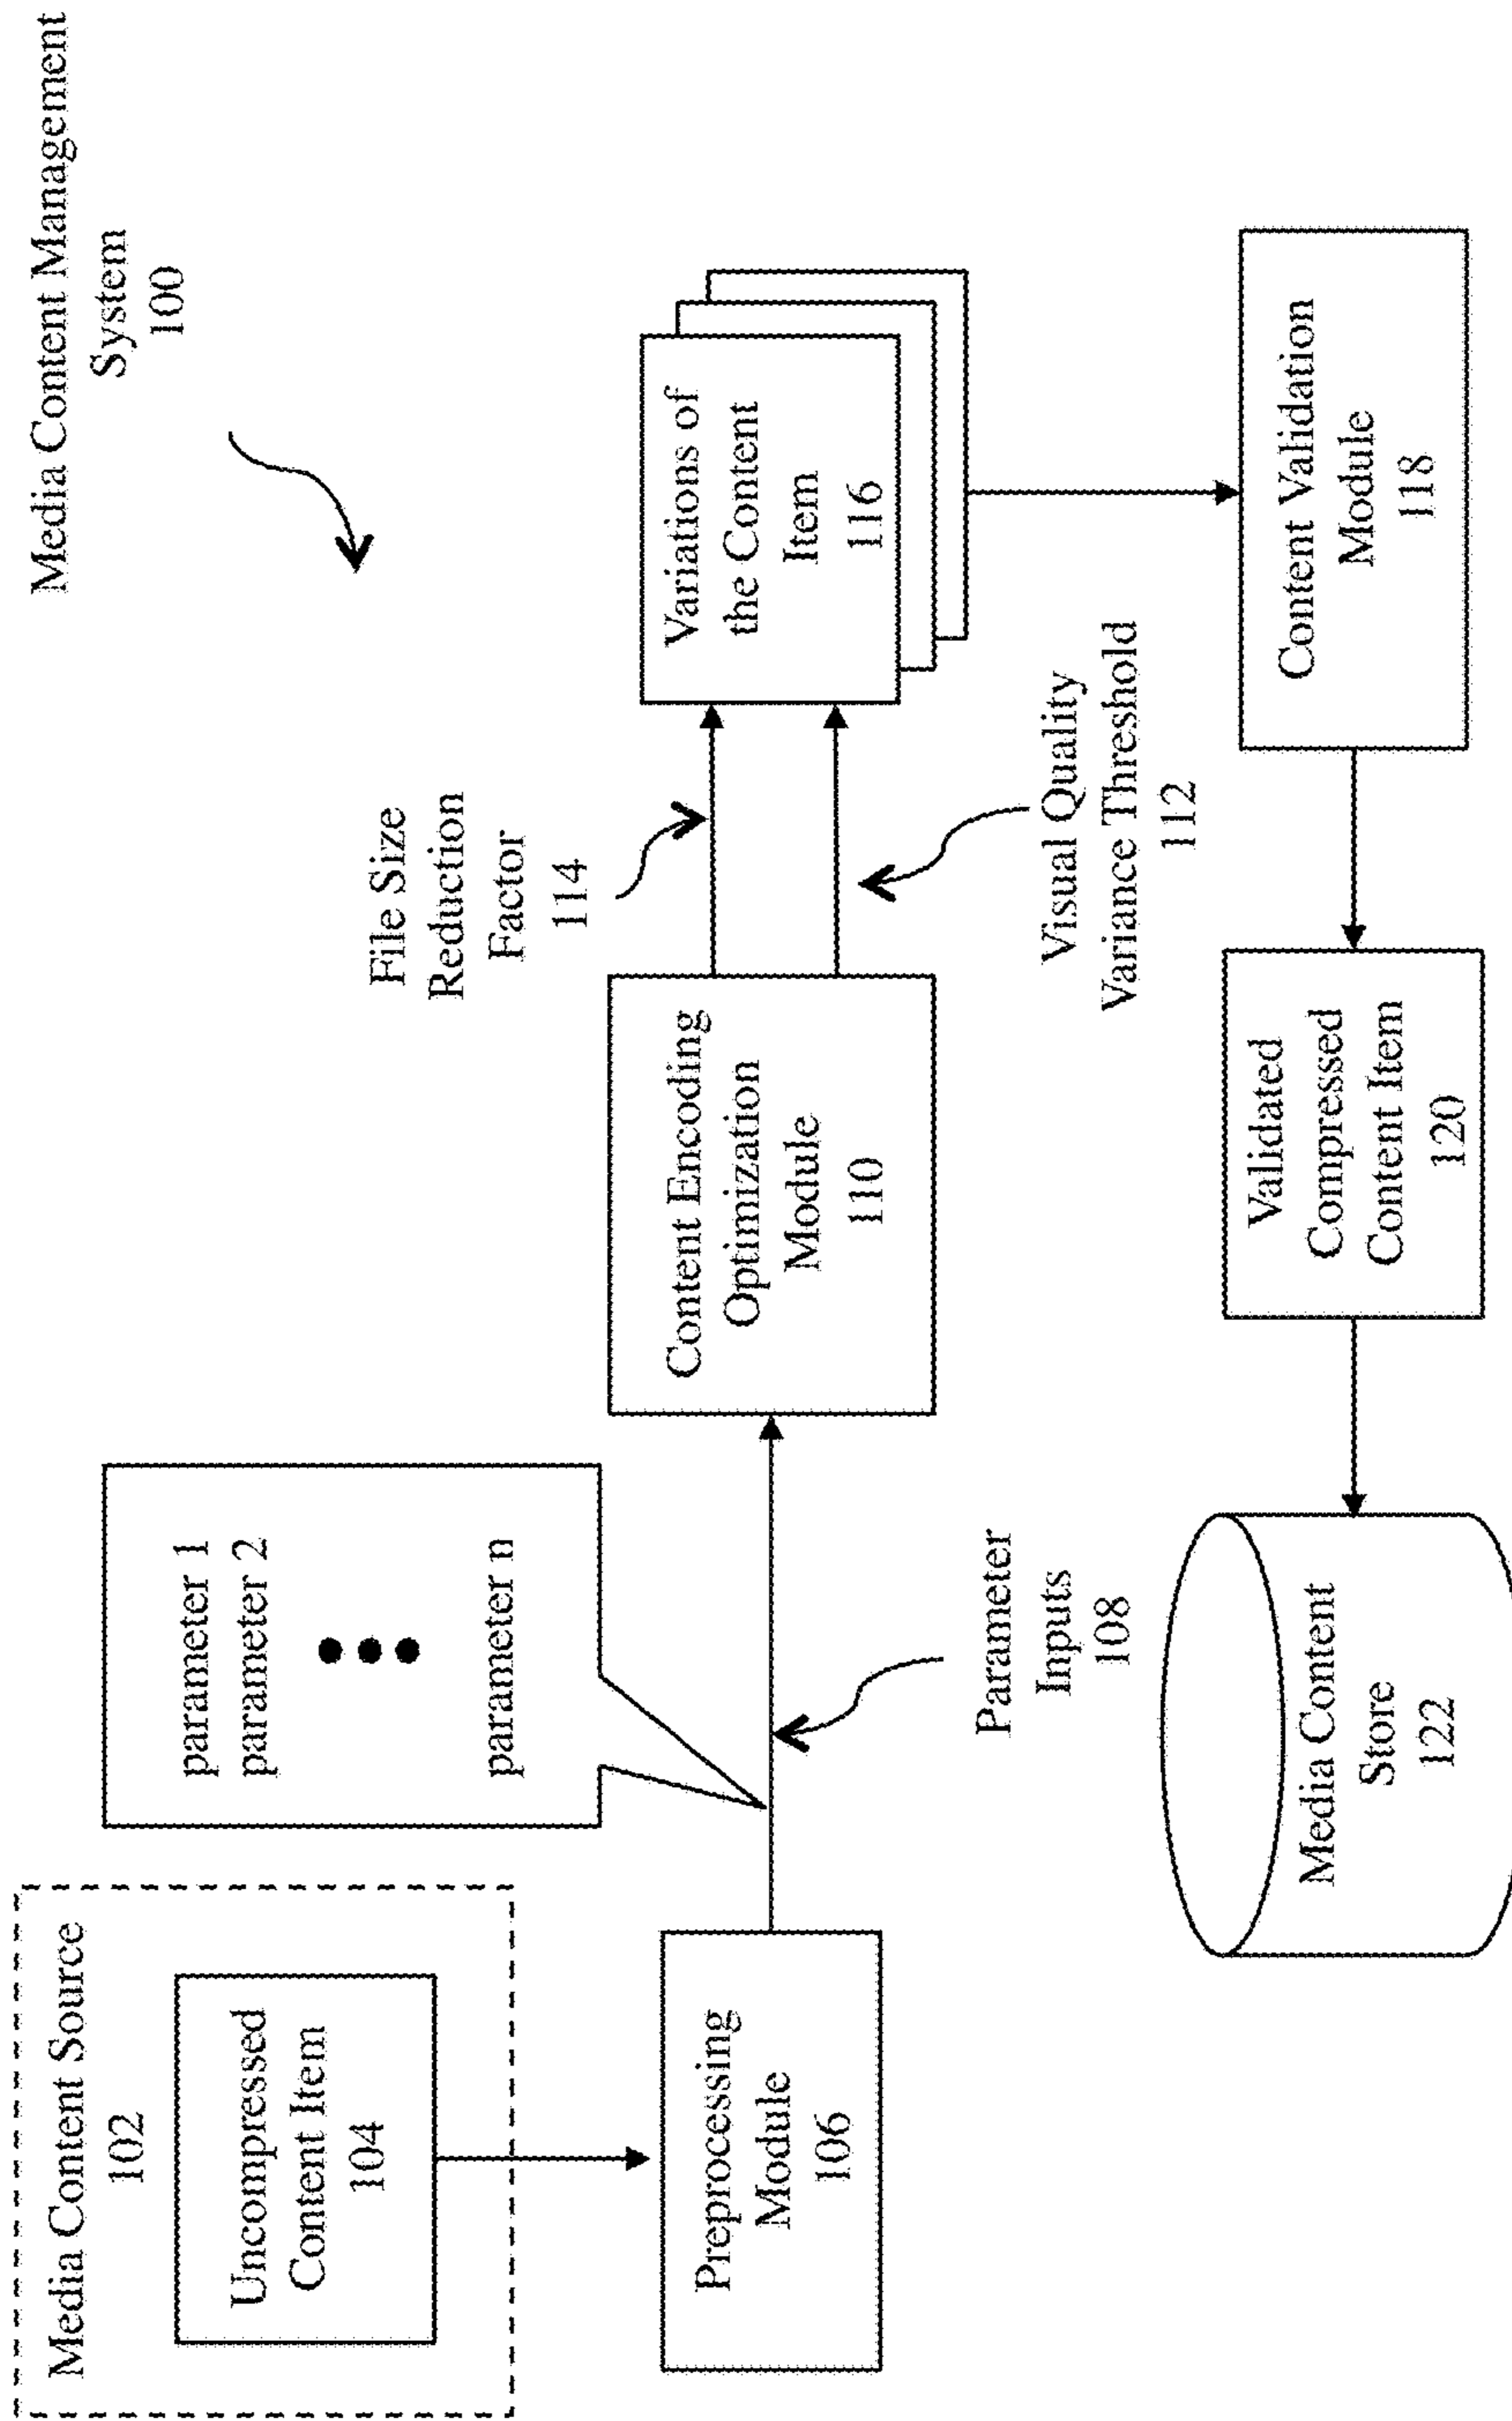 Media Content Management
System
100
Media Content Source
102
Uncompressed
Content Item
104
parameter 1
parameter 2
parameter n
File Size
Reduction
Factor
114
Preprocessing
Module
106
Content Encoding
Optimization
Module
110
Variations of
the Content
Item
116
Parameter
Inputs
108
Visual Quality
Variance Threshold
112
Media Content
Store
122
Validated
Compressed
Content Item
120
Content Validation
Module
118